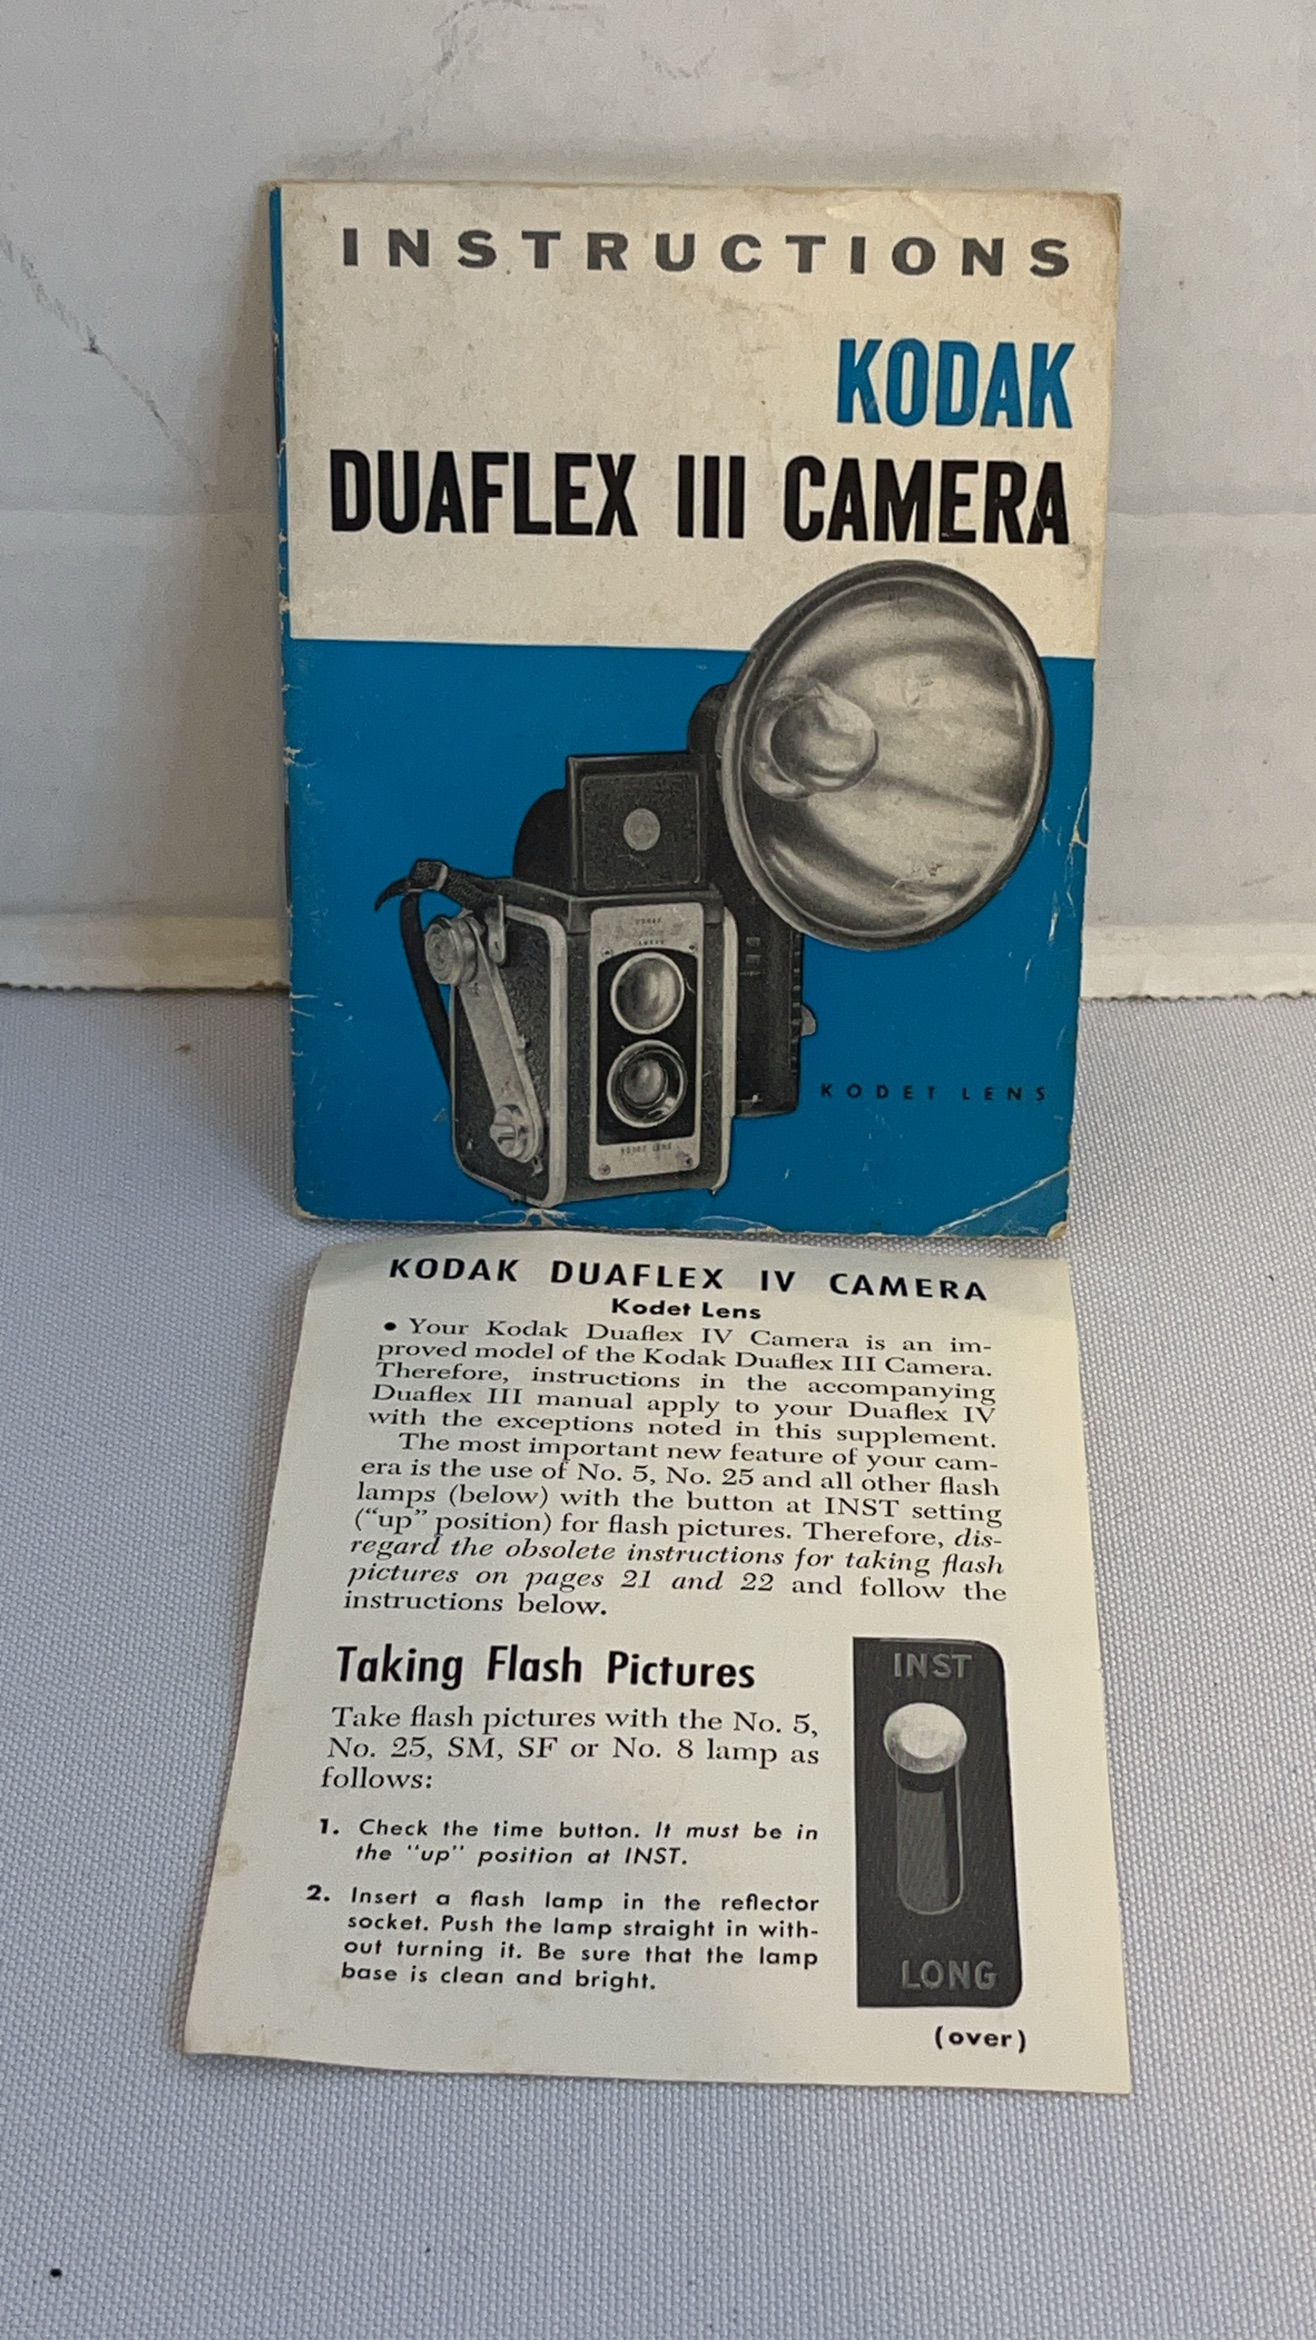 INSTRUCTIONS
KODAK
DUAFLEX III CAMERA
KODAK
CAMERA
KODET LENS
KODET LENS
KODAK DUAFLEX IV CAMERA
Kodet Lens
• Your Kodak Duaflex IV Camera is an im-
proved model of the Kodak Duaflex III Camera.
Therefore, instructions in the accompanying
Duaflex III manual apply to your Duaflex IV
with the exceptions noted in this supplement.
The most important new feature of your cam-
era is the use of No. 5, No. 25 and all other flash
lamps (below) with the button at INST setting
("up" position) for flash pictures. Therefore, dis-
regard the obsolete instructions for taking flash
pictures on pages 21 and 22 and follow the
instructions below.
Taking Flash Pictures
Take flash pictures with the No. 5,
No. 25, SM, SF or No. 8 lamp as
follows:
1. Check the time button. It must be in
the "up" position at INST.
2. Insert a flash lamp in the reflector
socket. Push the lamp straight in with-
out turning it. Be sure that the lamp
base is clean and bright.
INST
LONG
(over)